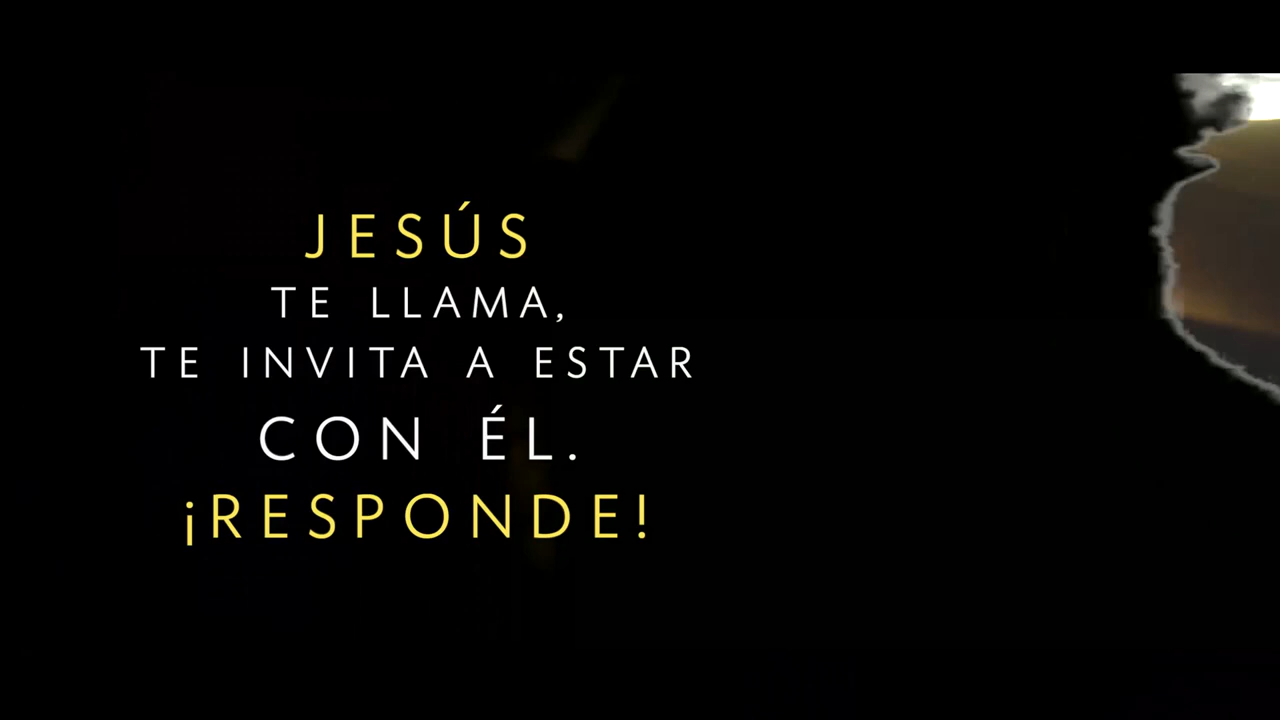 JESÚS
TE LLAMA,
TE INVITA A ESTAR
CON ÉL.
¡RESPONDE!